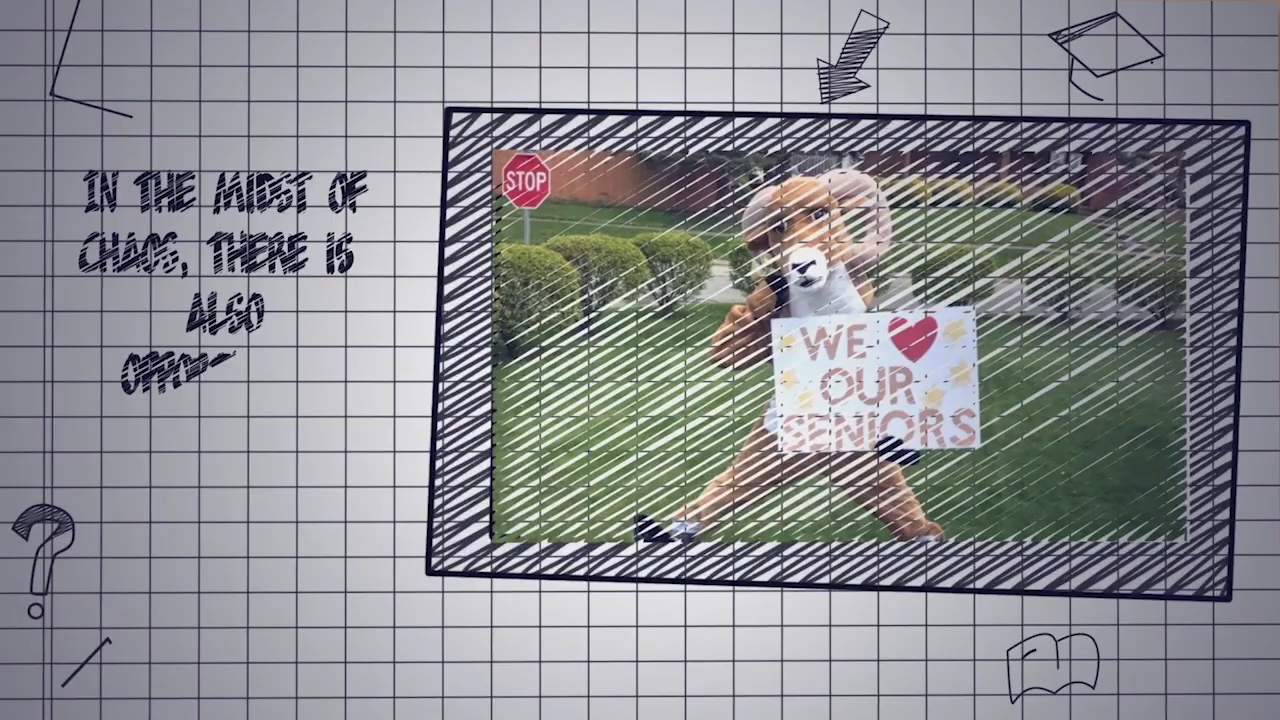 IN THE MIDST OF
CHAOS, THERE IS
ALSO
STOP
WE ❤ OUR
SENIORS